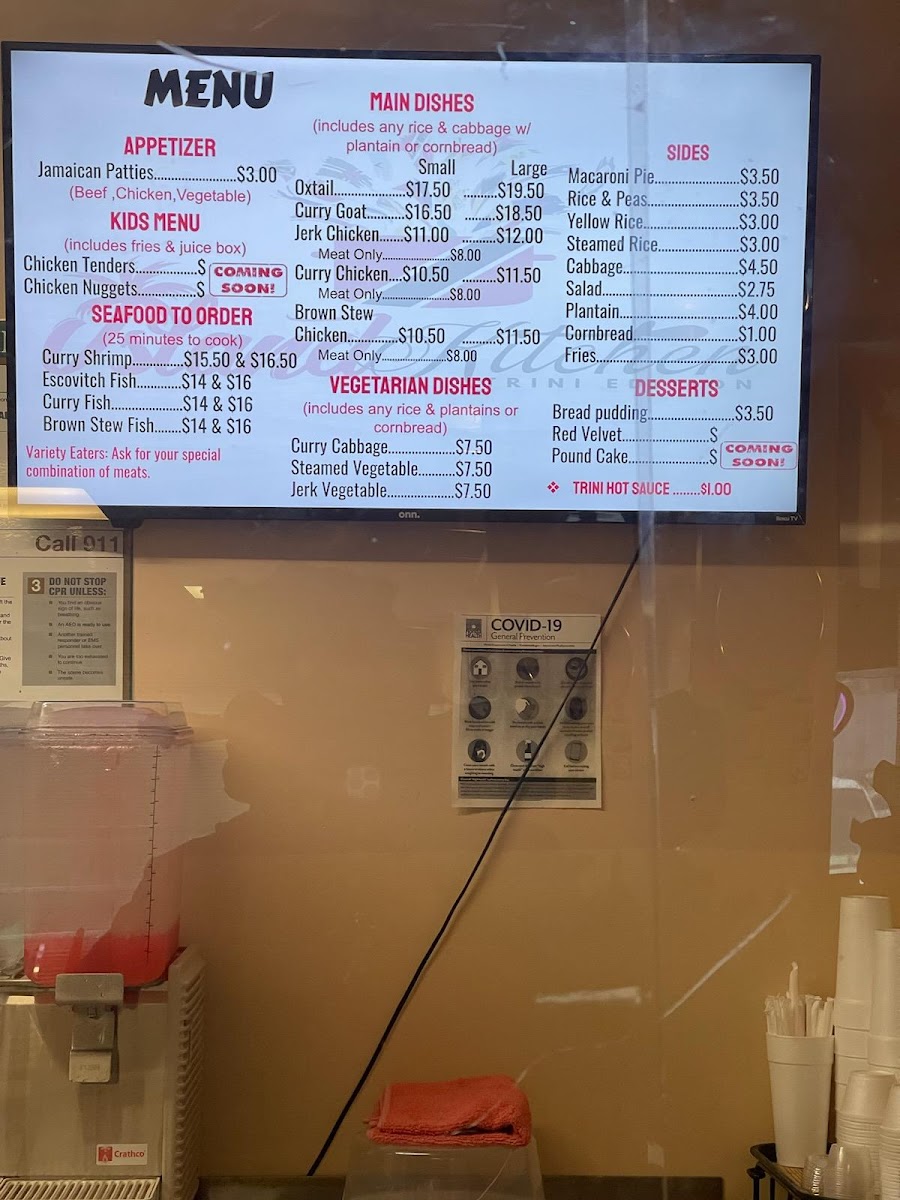 MENU
APPETIZER
Jamaican Patties......................$3.00
(Beef ,Chicken,Vegetable)
KIDS MENU
(includes fries & juice box)
Chicken Tenders................$
Chicken Nuggets...............$
COMING
SOON!
SEAFOOD TO ORDER
(25 minutes to cook)
Curry Shrimp.............$15.50 & $16.50
Escovitch Fish............$14 & $16
Curry Fish...................$14 & $16
Brown Stew Fish.......$14 & $16
Variety Eaters: Ask for your special
combination of meats.
MAIN DISHES
(includes any rice & cabbage w/
plantain or cornbread)
Small Large
Oxtail..................$17.50 .........$19.50
Curry Goat..........$16.50 ........$18.50
Jerk Chicken.......$11.00 .........$12.00
Meat Only.......................$8.00
Curry Chicken....$10.50 ..........$11.50
Meat Only.......................$8.00
Brown Stew
Chicken..............$10.50 ..........$11.50
Meat Only.......................$8.00
VEGETARIAN DISHES
(includes any rice & plantains or
cornbread)
Curry Cabbage...............$7.50
Steamed Vegetable..........$7.50
Jerk Vegetable..................$7.50
SIDES
Macaroni Pie.......................$3.50
Rice & Peas.........................$3.50
Yellow Rice..........................$3.00
Steamed Rice......................$3.00
Cabbage...............................$4.50
Salad....................................$2.75
Plantain................................$4.00
Cornbread............................$1.00
Fries......................................$3.00
DESSERTS
Bread pudding.......................$3.50
Red Velvet........................$
Pound Cake......................$
COMING
SOON!
❖ TRINI HOT SAUCE ........$1.00
Kitchen
TRINI EDITION
onn.
Roku TV
Call 911
3 DO NOT STOP
CPR UNLESS:
COVID-19
General Prevention
Crathco